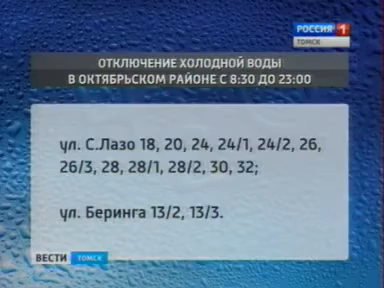 РОССИЯ 1
ТОМСК
ОТКЛЮЧЕНИЕ ХОЛОДНОЙ ВОДЫ
В ОКТЯБРЬСКОМ РАЙОНЕ С 8:30 ДО 23:00
ул. С.Лазо 18, 20, 24, 24/1, 24/2, 26,
26/3, 28, 28/1, 28/2, 30, 32;
ул. Беринга 13/2, 13/3.
ВЕСТИ ТОМСК